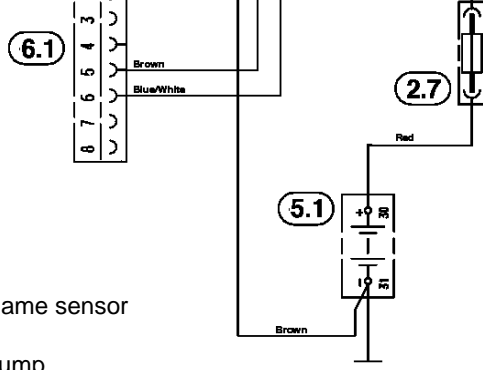 3
4
6.1
5
Brown
6
Blue/White
7
8
2.7
Red
5.1
+
30
-
31
ame sensor
Brown
ump